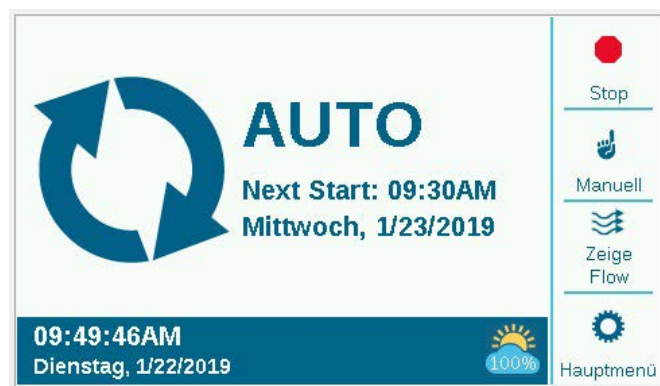 AUTO
Next Start: 09:30AM
Mittwoch, 1/23/2019
09:49:46AM
Dienstag, 1/22/2019
100%
Stop
Manuell
Zeige
Flow
Hauptmenü